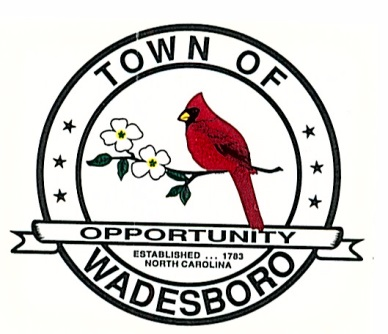 TOWN OF
OPPORTUNITY
ESTABLISHED ... 1783
NORTH CAROLINA
WADESBORO